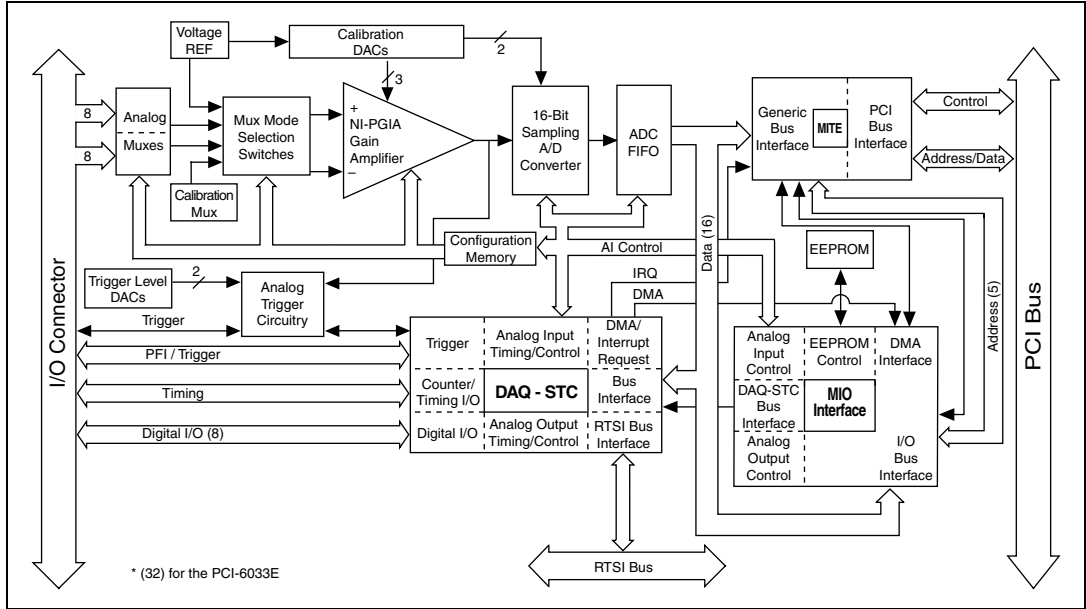 Voltage
REF
Calibration
DACs
2
3
8
8
Analog
Muxes
Mux Mode
Selection
Switches
+
NI-PGIA
Gain
Amplifier
–
16-Bit
Sampling
A/D
Converter
ADC
FIFO
Generic
Bus
Interface
MITE
PCI
Bus
Interface
Control
Address/Data
Calibration
Mux
Configuration
Memory
AI Control
Data (16)
EEPROM
Address (5)
IRQ
DMA
I/O Connector
PCI Bus
Trigger Level
DACs
2
Analog
Trigger
Circuitry
Trigger
PFI / Trigger
Timing
Digital I/O (8)
Trigger
Analog Input
Timing/Control
DMA/
Interrupt
Request
Counter/
Timing I/O
DAQ - STC
Bus
Interface
Digital I/O
Analog Output
Timing/Control
RTSI Bus
Interface
Analog
Input
Control
EEPROM
Control
DMA
Interface
DAQ-STC
Bus
Interface
MIO
Interface
Analog
Output
Control
I/O
Bus
Interface
RTSI Bus
* (32) for the PCI-6033E